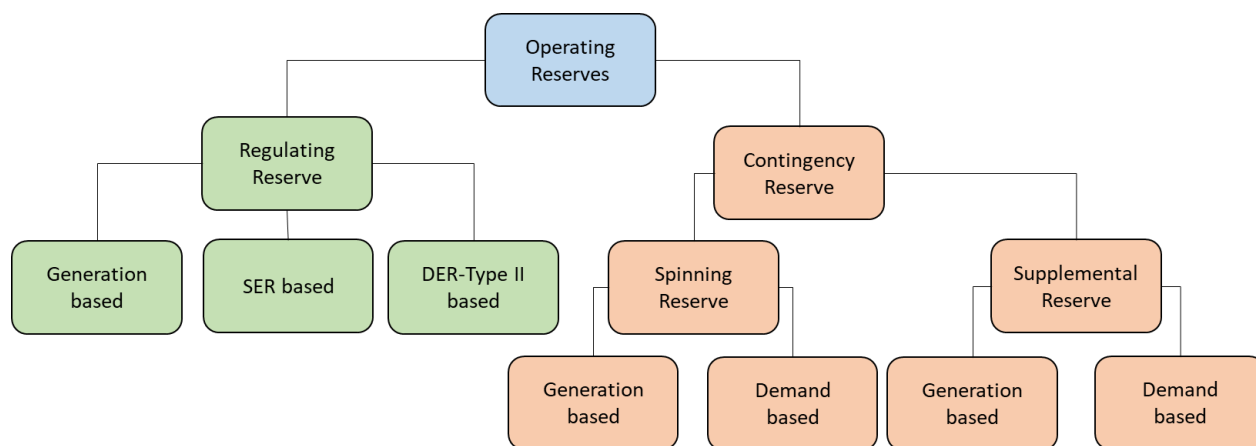 Operating
Reserves
Regulating
Reserve
Contingency
Reserve
Generation
based
SER based
DER-Type II
based
Spinning
Reserve
Supplemental
Reserve
Generation
based
Demand
based
Generation
based
Demand
based